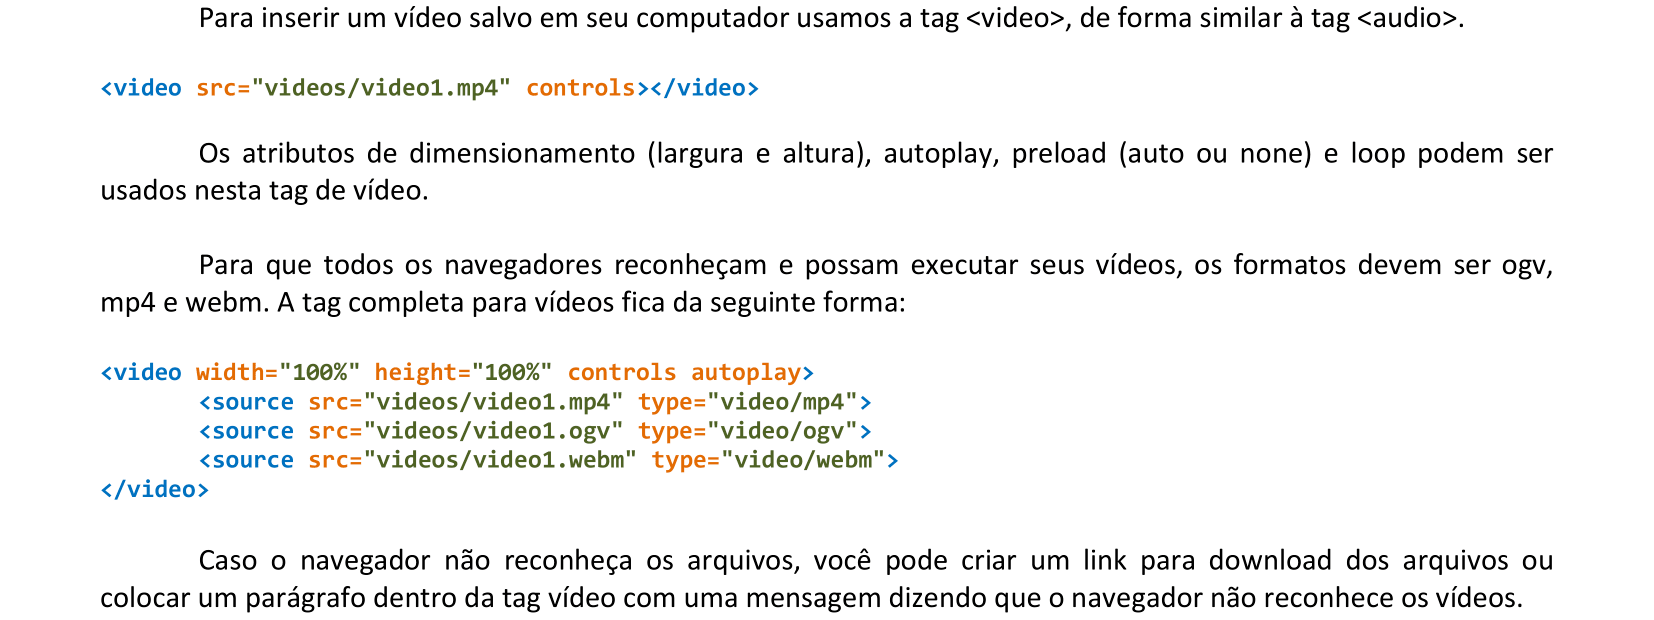 Para inserir um vídeo salvo em seu computador usamos a tag <video>, de forma similar à tag <audio>.
<video src="videos/video1.mp4" controls></video>
Os atributos de dimensionamento (largura e altura), autoplay, preload (auto ou none) e loop podem ser
usados nesta tag de vídeo.
Para que todos os navegadores reconheçam e possam executar seus vídeos, os formatos devem ser ogv,
mp4 e webm. A tag completa para vídeos fica da seguinte forma:
<video width="100%" height="100%" controls autoplay>
<source src="videos/video1.mp4" type="video/mp4">
<source src="videos/video1.ogv" type="video/ogv">
<source src="videos/video1.webm" type="video/webm">
</video>
Caso o navegador não reconheça os arquivos, você pode criar um link para download dos arquivos ou
colocar um parágrafo dentro da tag vídeo com uma mensagem dizendo que o navegador não reconhece os vídeos.